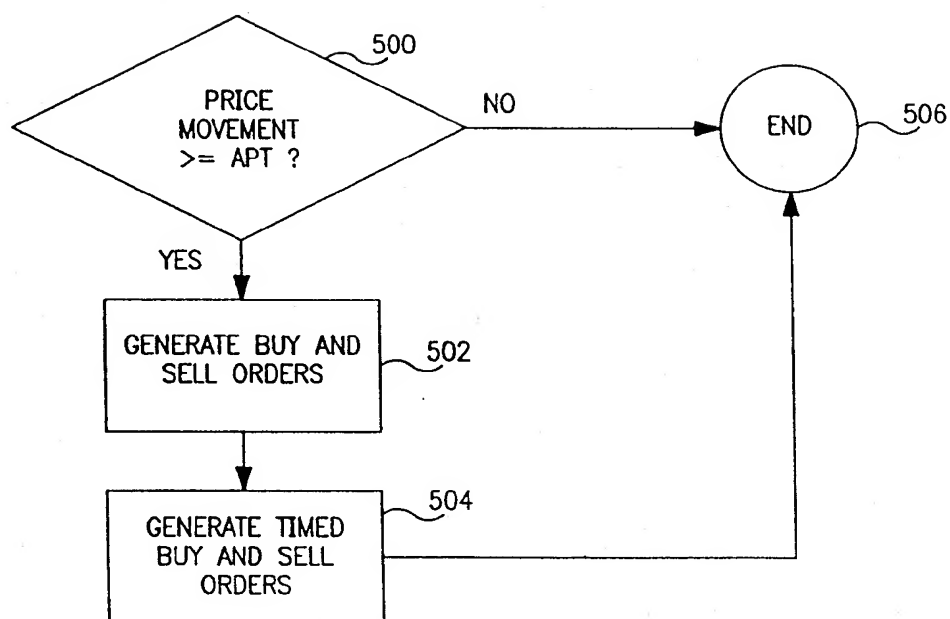 500
PRICE
MOVEMENT
>= APT ?
NO
END
506
YES
GENERATE BUY AND
SELL ORDERS
502
504
GENERATE TIMED
BUY AND SELL
ORDERS